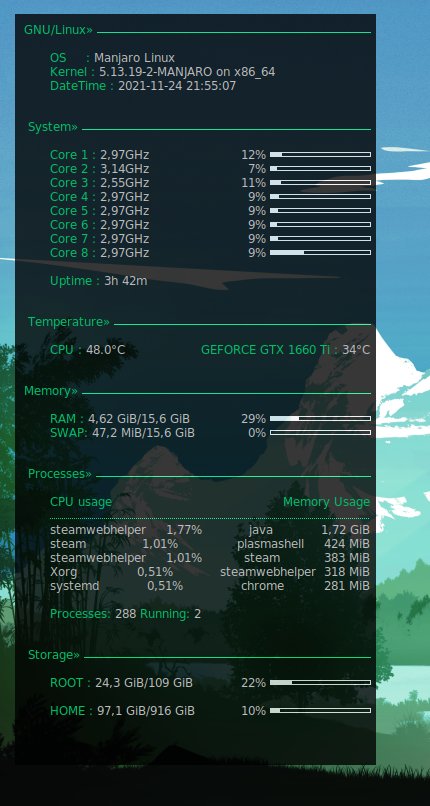 GNU/Linux»
OS : Manjaro Linux
Kernel : 5.13.19-2-MANJARO on x86_64
DateTime : 2021-11-24 21:55:07
System»
Core 1 : 2,97GHz 12%
Core 2 : 3,14GHz 7%
Core 3 : 2,55GHz 11%
Core 4 : 2,97GHz 9%
Core 5 : 2,97GHz 9%
Core 6 : 2,97GHz 9%
Core 7 : 2,97GHz 9%
Core 8 : 2,97GHz 9%
Uptime : 3h 42m
Temperature»
CPU : 48.0°C GEFORCE GTX 1660 Ti : 34°C
Memory»
RAM : 4,62 GiB/15,6 GiB 29%
SWAP: 47,2 MiB/15,6 GiB 0%
Processes»
CPU usage Memory Usage
steamwebhelper 1,77% java 1,72 GiB
steam 1,01% plasmashell 424 MiB
steamwebhelper 1,01% steam 383 MiB
Xorg 0,51% steamwebhelper 318 MiB
systemd 0,51% chrome 281 MiB
Processes: 288 Running: 2
Storage»
ROOT : 24,3 GiB/109 GiB 22%
HOME : 97,1 GiB/916 GiB 10%